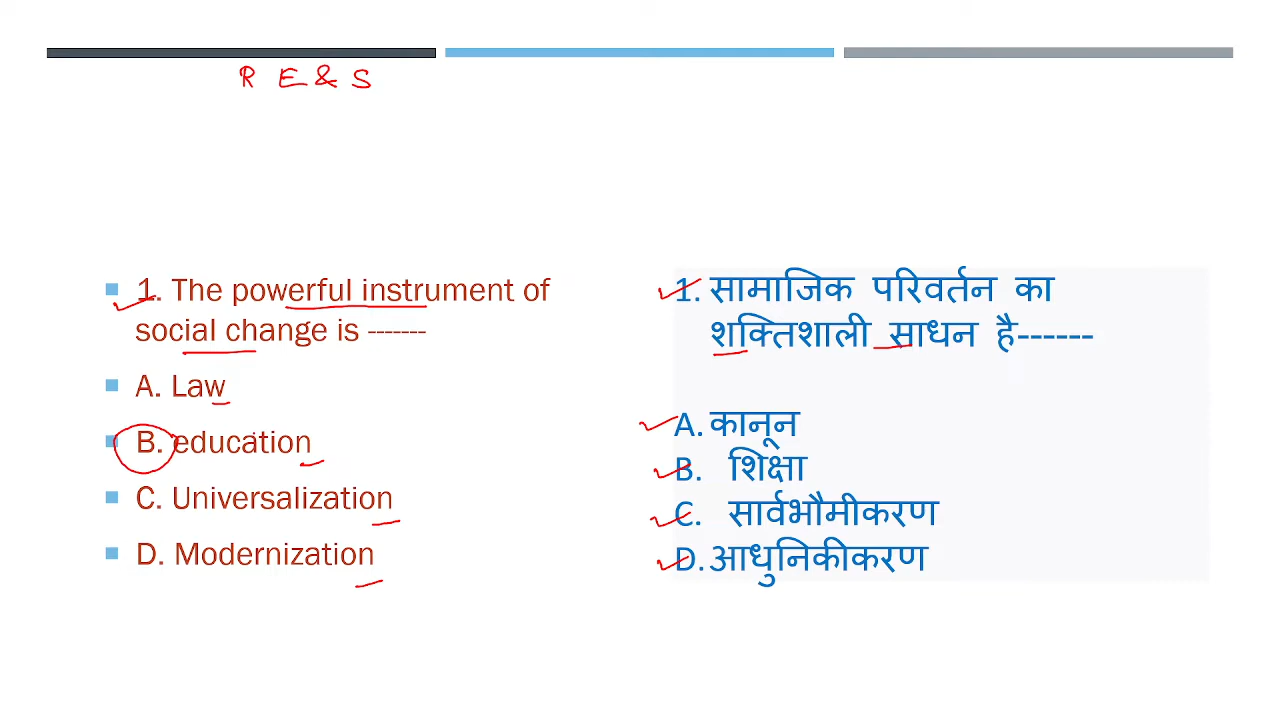 R E & S
1. The powerful instrument of
social change is -------
A. Law
B. education
C. Universalization
D. Modernization
1. सामाजिक परिवर्तन का
शक्तिशाली साधन है------
A. कानून
B. शिक्षा
C. सार्वभौमीकरण
D. आधुनिकीकरण